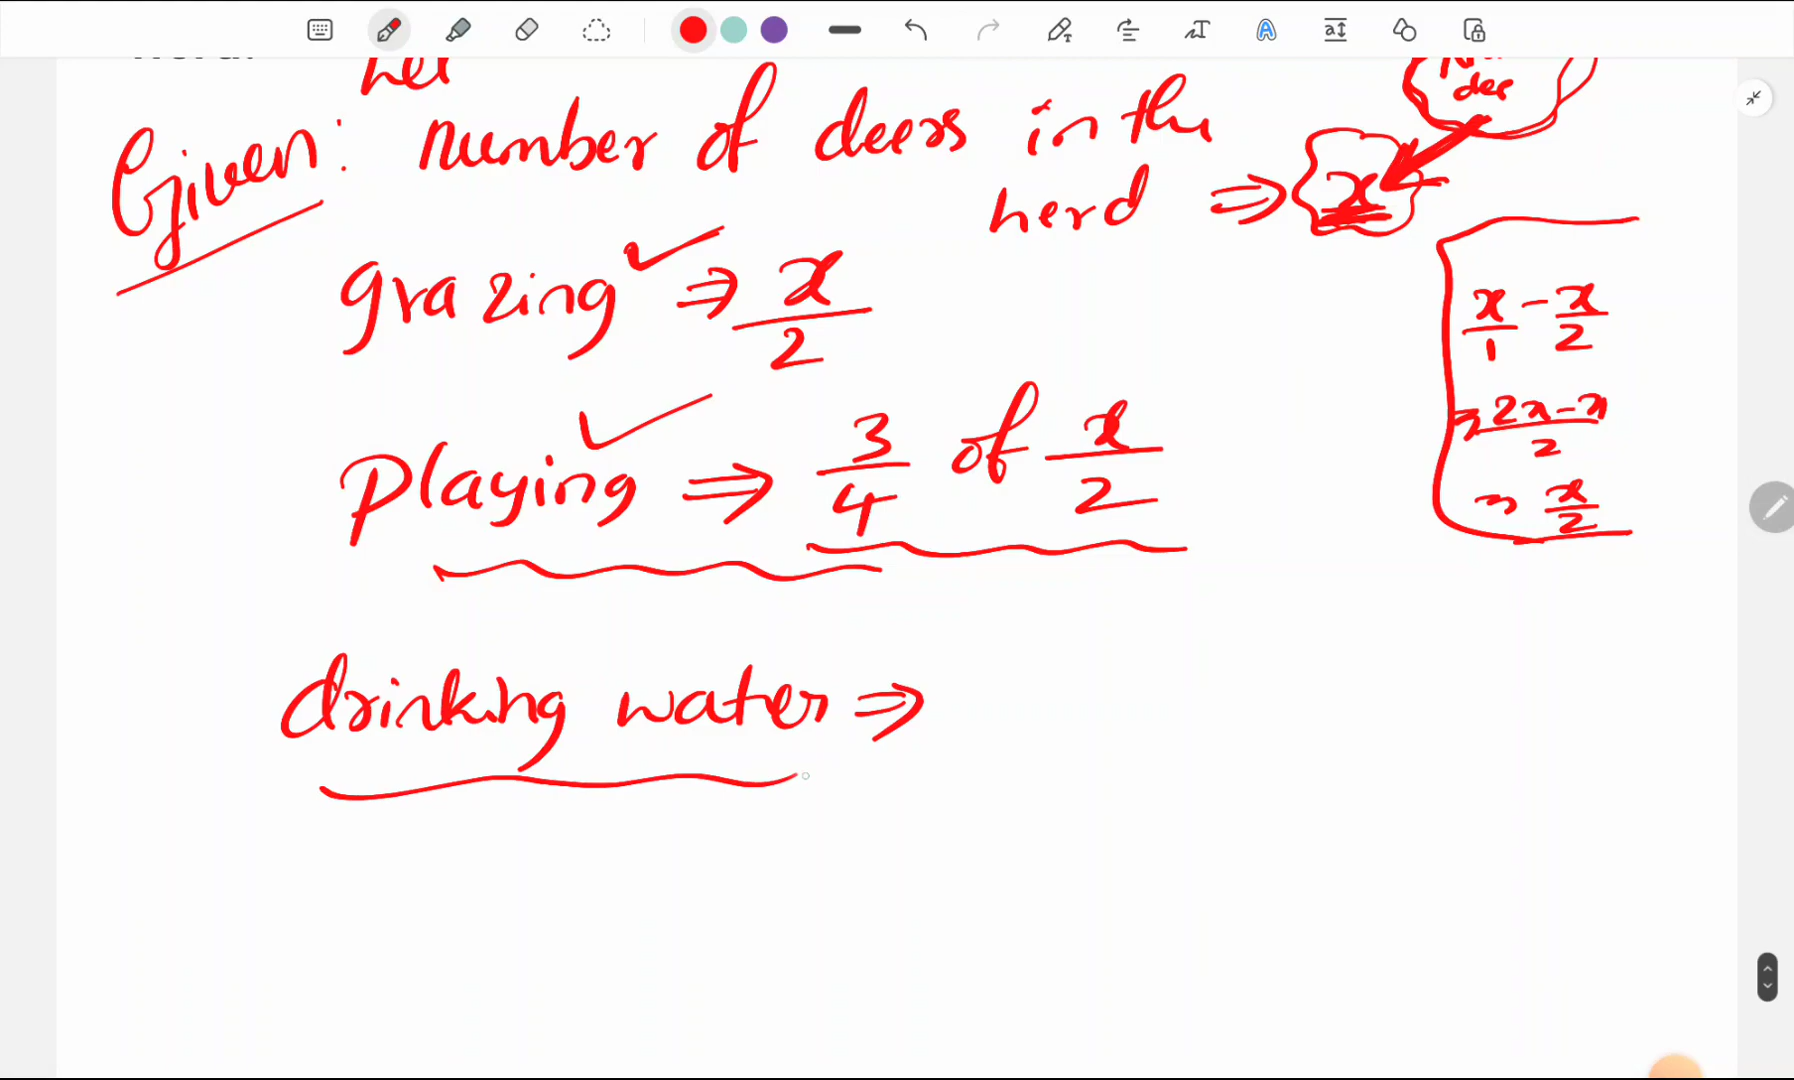 Let
Given: number of deers in the
herd ⇒ x
grazing ✓ ⇒ x/2
Playing ✓ ⇒ 3/4 of x/2
drinking water ⇒
x/1 - x/2
⇒ 2x-x/2
⇒ x/2